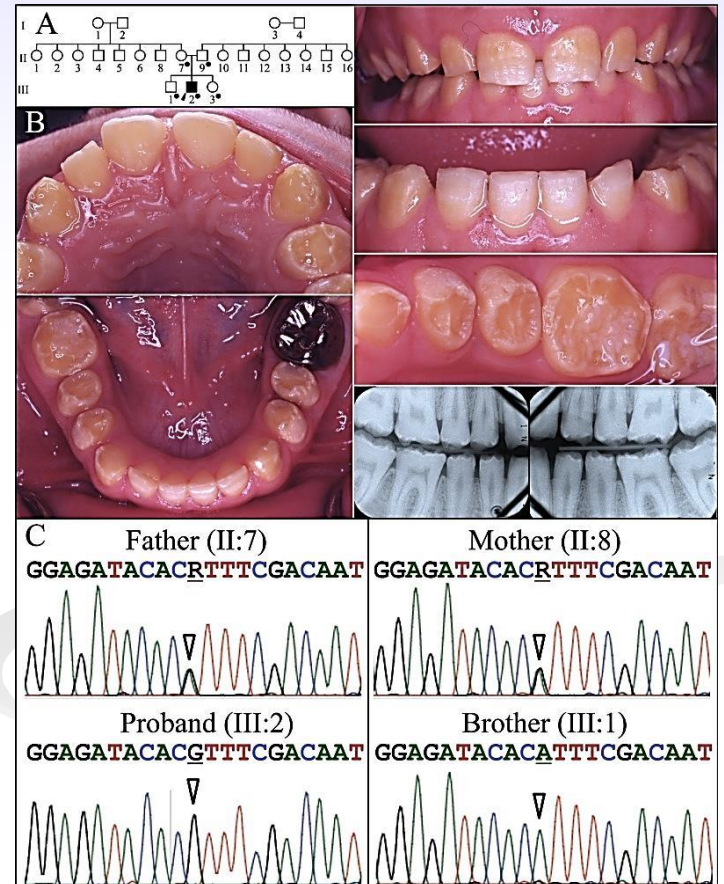 A
I
1 2 3 4
II
1 2 3 4 5 6 7 9 10 11 12 13 14 15 16
III
1 2 3
B
C
Father (II:7)
GGAGATACACRTTTCGACAAT
Mother (II:8)
GGAGATACACRTTTCGACAAT
Proband (III:2)
GGAGATACACGTTTCGACAAT
Brother (III:1)
GGAGATACACATTTCGACAAT